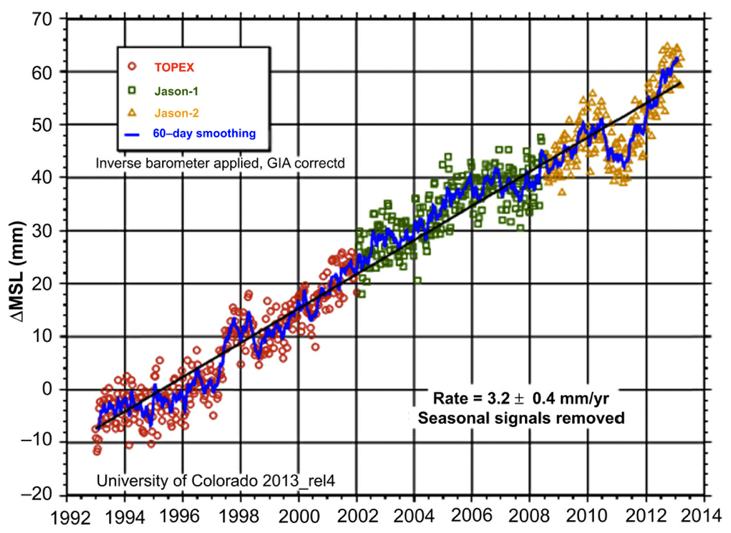 70
60
50
40
30
20
10
0
–10
–20
ΔMSL (mm)
TOPEX
Jason-1
Jason-2
60–day smoothing
Inverse barometer applied, GIA correctd
Rate = 3.2 ± 0.4 mm/yr
Seasonal signals removed
University of Colorado 2013_rel4
1992 1994 1996 1998 2000 2002 2004 2006 2008 2010 2012 2014